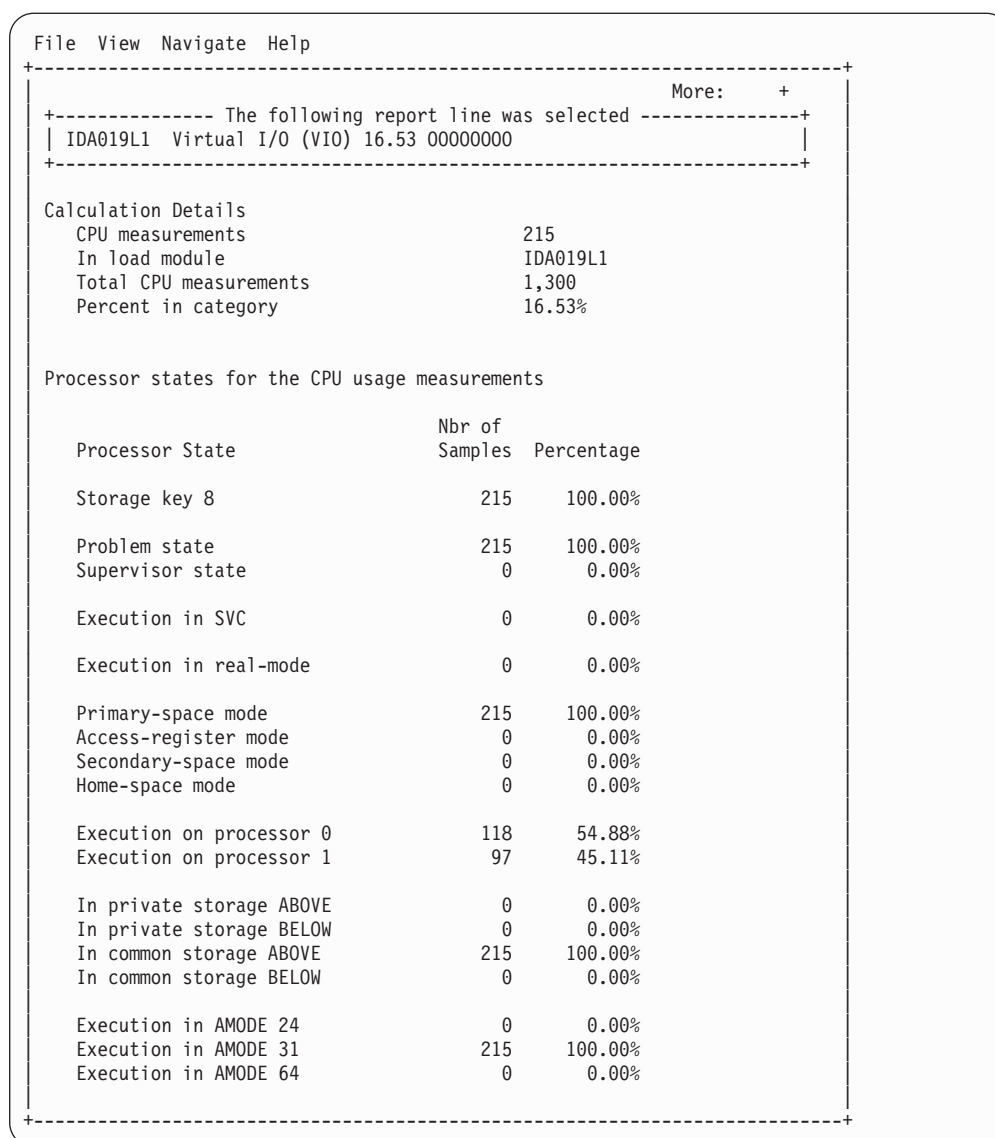 File  View  Navigate  Help
+-----------------------------------------------------------------------------+
|                                                            More:     +      |
| +--------------- The following report line was selected ---------------+    |
| | IDA019L1  Virtual I/O (VIO) 16.53 00000000                           |    |
| +----------------------------------------------------------------------+    |
Calculation Details
CPU measurements                          215
In load module                            IDA019L1
Total CPU measurements                    1,300
Percent in category                       16.53%
Processor states for the CPU usage measurements
Nbr of
Processor State                   Samples  Percentage
Storage key 8                         215     100.00%
Problem state                         215     100.00%
Supervisor state                        0       0.00%
Execution in SVC                        0       0.00%
Execution in real-mode                  0       0.00%
Primary-space mode                    215     100.00%
Access-register mode                    0       0.00%
Secondary-space mode                    0       0.00%
Home-space mode                         0       0.00%
Execution on processor 0              118      54.88%
Execution on processor 1               97      45.11%
In private storage ABOVE                0       0.00%
In private storage BELOW                0       0.00%
In common storage ABOVE               215     100.00%
In common storage BELOW                 0       0.00%
Execution in AMODE 24                   0       0.00%
Execution in AMODE 31                 215     100.00%
Execution in AMODE 64                   0       0.00%
+-----------------------------------------------------------------------------+